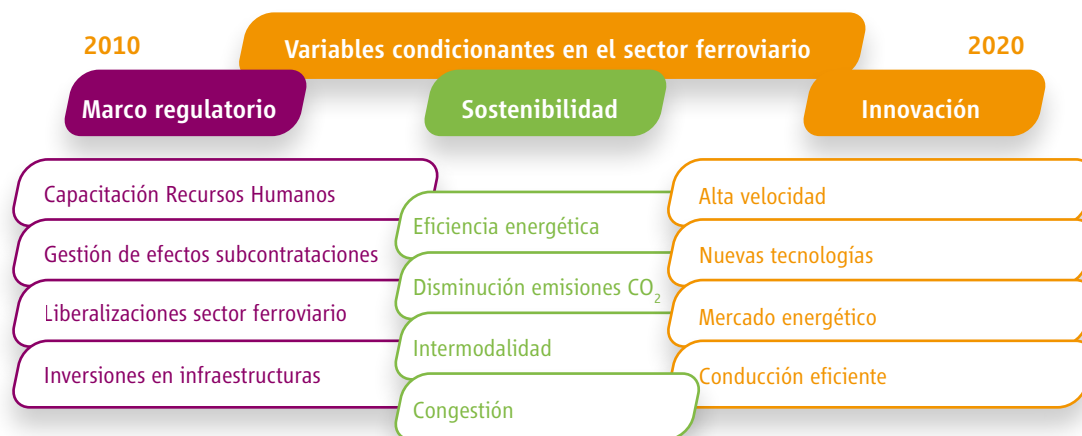 2010
Variables condicionantes en el sector ferroviario
2020
Marco regulatorio
Sostenibilidad
Innovación
Capacitación Recursos Humanos
Gestión de efectos subcontrataciones
Liberalizaciones sector ferroviario
Inversiones en infraestructuras
Eficiencia energética
Disminución emisiones CO₂
Intermodalidad
Congestión
Alta velocidad
Nuevas tecnologías
Mercado energético
Conducción eficiente